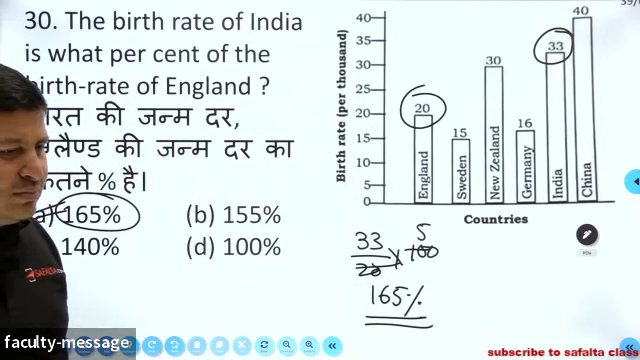 30. The birth rate of India
is what per cent of the
birth-rate of England ?
की जन्म दर,
की जन्म दर का
% है।
165%
(b) 155%
140%
(d) 100%
Birth rate (per thousand)
40
35
30
25
20
15
10
5
0
20
15
30
16
33
40
England
Sweden
New Zealand
Germany
India
China
Countries
33
20
×
5
100
165%
PEN
faculty-message
subscribe to safalta class